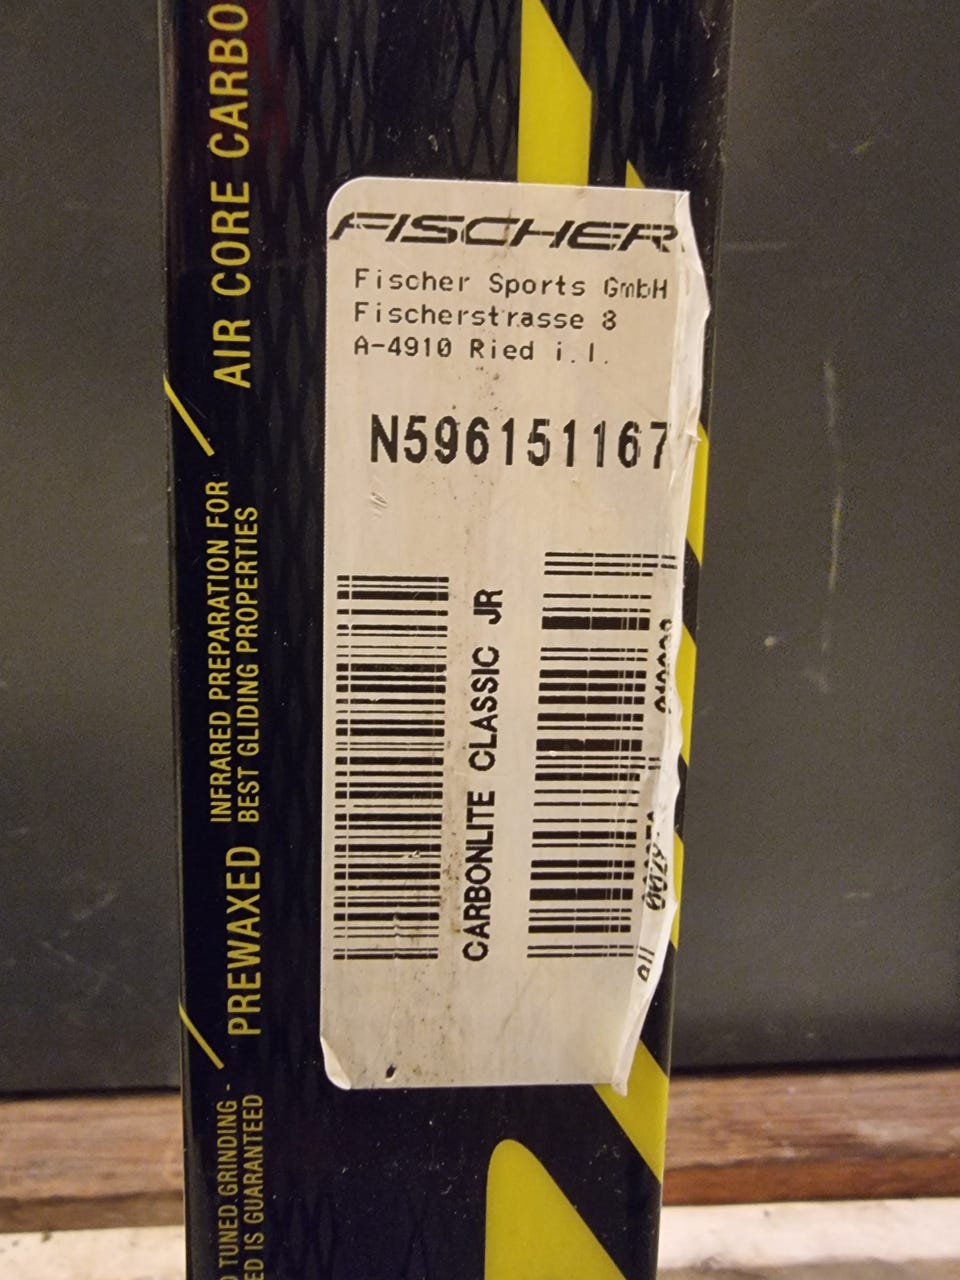 FISCHER
Fischer Sports GmbH
Fischerstrasse 8
A-4910 Ried i.I.
N596151167
CARBONLITE CLASSIC JR
AIR CORE CARBO
INFRARED PREPARATION FOR
BEST GLIDING PROPERTIES
PREWAXED
TUNED GRINDING -
ED IS GUARANTEED